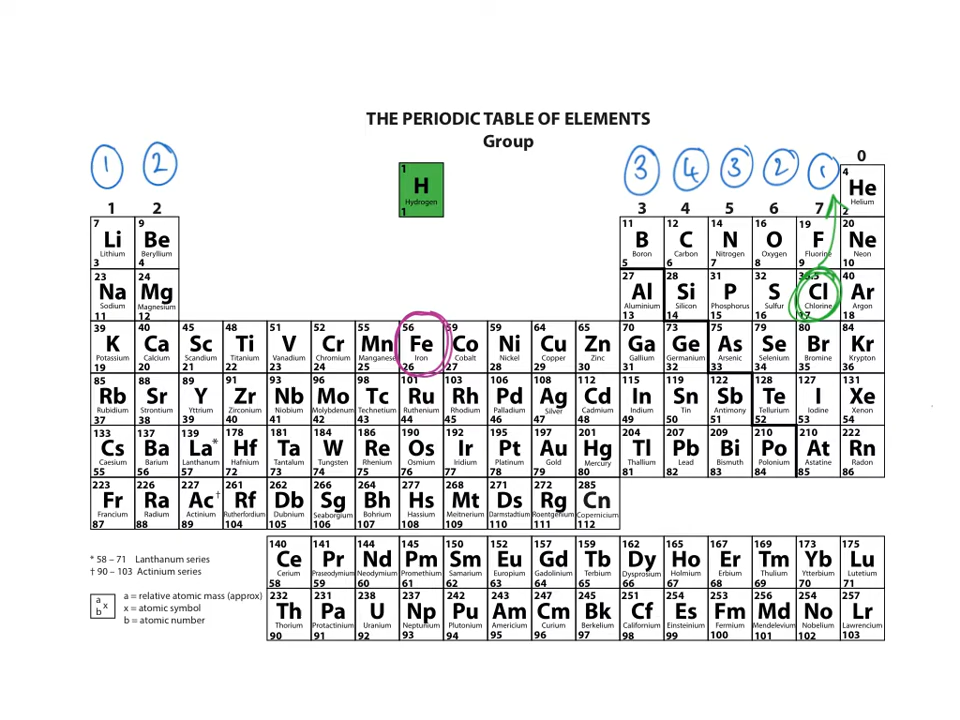 THE PERIODIC TABLE OF ELEMENTS
Group
1 2 3 4 3 2 1 0
1 H Hydrogen 1
4 He Helium 2
1 2 3 4 5 6 7
7 Li Lithium 3
9 Be Beryllium 4
11 B Boron 5
12 C Carbon 6
14 N Nitrogen 7
16 O Oxygen 8
19 F Fluorine 9
20 Ne Neon 10
23 Na Sodium 11
24 Mg Magnesium 12
27 Al Aluminium 13
28 Si Silicon 14
31 P Phosphorus 15
32 S Sulfur 16
35.5 Cl Chlorine 17
40 Ar Argon 18
39 K Potassium 19
40 Ca Calcium 20
45 Sc Scandium 21
48 Ti Titanium 22
51 V Vanadium 23
52 Cr Chromium 24
55 Mn Manganese 25
56 Fe Iron 26
59 Co Cobalt 27
59 Ni Nickel 28
64 Cu Copper 29
65 Zn Zinc 30
70 Ga Gallium 31
73 Ge Germanium 32
75 As Arsenic 33
79 Se Selenium 34
80 Br Bromine 35
84 Kr Krypton 36
85 Rb Rubidium 37
88 Sr Strontium 38
89 Y Yttrium 39
91 Zr Zirconium 40
93 Nb Niobium 41
96 Mo Molybdenum 42
98 Tc Technetium 43
101 Ru Ruthenium 44
103 Rh Rhodium 45
106 Pd Palladium 46
108 Ag Silver 47
112 Cd Cadmium 48
115 In Indium 49
119 Sn Tin 50
122 Sb Antimony 51
128 Te Tellurium 52
127 I Iodine 53
131 Xe Xenon 54
133 Cs Caesium 55
137 Ba Barium 56
139 La* Lanthanum 57
178 Hf Hafnium 72
181 Ta Tantalum 73
184 W Tungsten 74
186 Re Rhenium 75
190 Os Osmium 76
192 Ir Iridium 77
195 Pt Platinum 78
197 Au Gold 79
201 Hg Mercury 80
204 Tl Thallium 81
207 Pb Lead 82
209 Bi Bismuth 83
210 Po Polonium 84
210 At Astatine 85
222 Rn Radon 86
223 Fr Francium 87
226 Ra Radium 88
227 Ac† Actinium 89
261 Rf Rutherfordium 104
262 Db Dubnium 105
266 Sg Seaborgium 106
264 Bh Bohrium 107
277 Hs Hassium 108
268 Mt Meitnerium 109
271 Ds Darmstadtium 110
272 Rg Roentgenium 111
285 Cn Copernicium 112
* 58 – 71 Lanthanum series
† 90 – 103 Actinium series
140 Ce Cerium 58
141 Pr Praseodymium 59
144 Nd Neodymium 60
145 Pm Promethium 61
150 Sm Samarium 62
152 Eu Europium 63
157 Gd Gadolinium 64
159 Tb Terbium 65
162 Dy Dysprosium 66
165 Ho Holmium 67
167 Er Erbium 68
169 Tm Thulium 69
173 Yb Ytterbium 70
175 Lu Lutetium 71
a
b x
a = relative atomic mass (approx)
x = atomic symbol
b = atomic number
232 Th Thorium 90
231 Pa Protactinium 91
238 U Uranium 92
237 Np Neptunium 93
242 Pu Plutonium 94
243 Am Americium 95
247 Cm Curium 96
245 Bk Berkelium 97
251 Cf Californium 98
254 Es Einsteinium 99
253 Fm Fermium 100
256 Md Mendelevium 101
254 No Nobelium 102
257 Lr Lawrencium 103